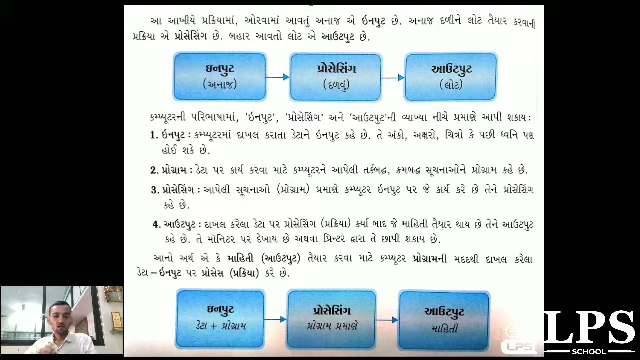 આ આખીયે પ્રક્રિયામાં, ઓરવામાં આવતું અનાજ એ ઇનપુટ છે. અનાજ દળીને લોટ તૈયાર કરવાની
પ્રક્રિયા એ પ્રોસેસિંગ છે. બહાર આવતો લોટ એ આઉટપુટ છે.
ઇનપુટ
(અનાજ)
પ્રોસેસિંગ
(દળવું)
આઉટપુટ
(લોટ)
કમ્પ્યૂટરની પરિભાષામાં, 'ઇનપુટ', 'પ્રોસેસિંગ' અને 'આઉટપુટ'ની વ્યાખ્યા નીચે પ્રમાણે આપી શકાય :
1. ઇનપુટ : કમ્પ્યૂટરમાં દાખલ કરાતા ડેટાને ઇનપુટ કહે છે. તે અંકો, અક્ષરો, ચિત્રો કે પછી ધ્વનિ પણ
હોઈ શકે છે.
2. પ્રોગ્રામ : ડેટા પર કાર્ય કરવા માટે કમ્પ્યૂટરને આપેલી તર્કબદ્ધ, ક્રમબદ્ધ સૂચનાઓને પ્રોગ્રામ કહે છે.
3. પ્રોસેસિંગ : આપેલી સૂચનાઓ (પ્રોગ્રામ) પ્રમાણે કમ્પ્યૂટર ઇનપુટ પર જે કાર્ય કરે છે તેને પ્રોસેસિંગ
કહે છે.
4. આઉટપુટ : દાખલ કરેલા ડેટા પર પ્રોસેસિંગ (પ્રક્રિયા) કર્યા બાદ જે માહિતી તૈયાર થાય છે તેને આઉટપુટ
કહે છે. તે મૉનિટર પર દેખાય છે અથવા પ્રિન્ટર દ્વારા તે છાપી શકાય છે.
આનો અર્થ એ કે માહિતી (આઉટપુટ) તૈયાર કરવા માટે કમ્પ્યૂટર પ્રોગ્રામની મદદથી દાખલ કરેલા
ડેટા – ઇનપુટ પર પ્રોસેસ (પ્રક્રિયા) કરે છે.
ઇનપુટ
ડેટા + પ્રોગ્રામ
પ્રોસેસિંગ
પ્રોગ્રામ પ્રમાણે
આઉટપુટ
માહિતી
LPS
LPS
SCHOOL